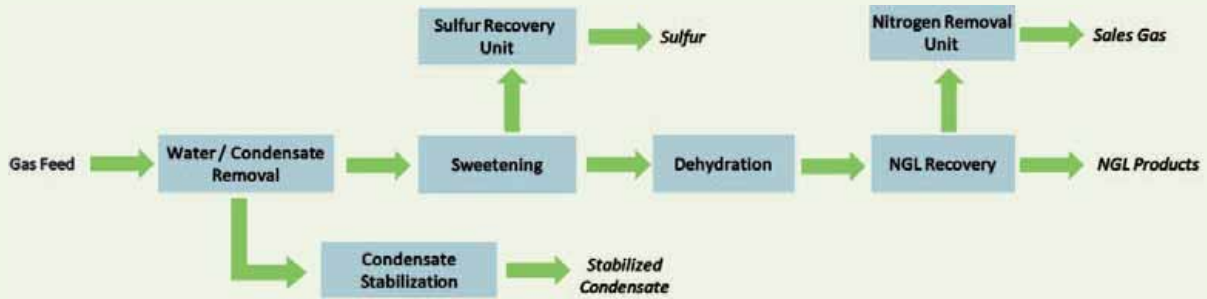 Sulfur Recovery
Unit
Sulfur
Nitrogen Removal
Unit
Sales Gas
Gas Feed
Water / Condensate
Removal
Sweetening
Dehydration
NGL Recovery
NGL Products
Condensate
Stabilization
Stabilized
Condensate